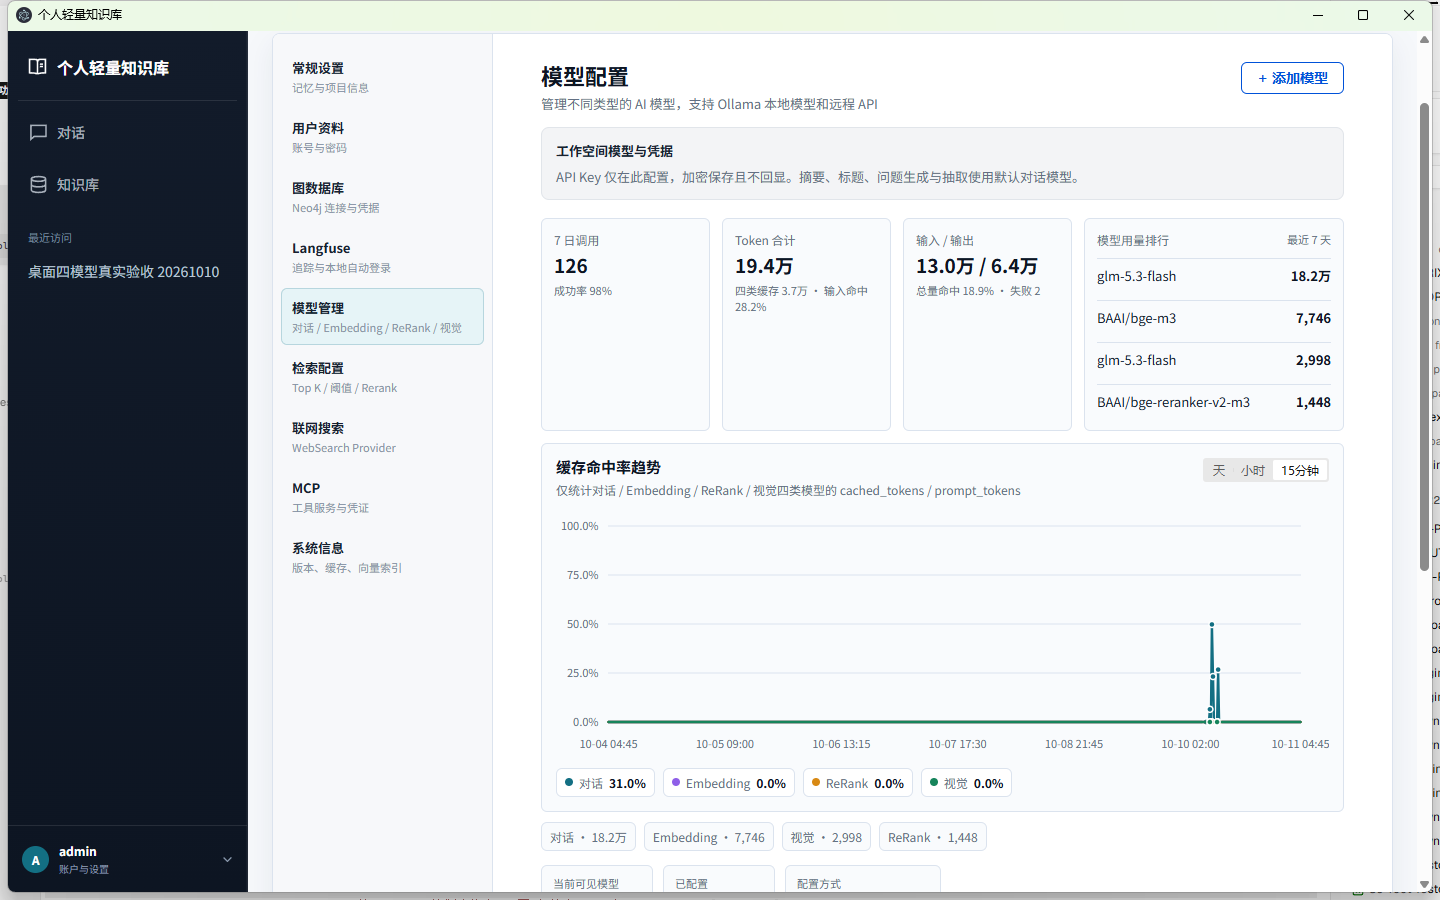 个人轻量知识库
个人轻量知识库
对话
知识库
最近访问
桌面四模型真实验收 20261010
A
admin
账户与设置
常规设置
记忆与项目信息
用户资料
账号与密码
图数据库
Neo4j 连接与凭据
Langfuse
追踪与本地自动登录
模型管理
对话 / Embedding / ReRank / 视觉
检索配置
Top K / 阈值 / Rerank
联网搜索
WebSearch Provider
MCP
工具服务与凭证
系统信息
版本、缓存、向量索引
模型配置
+ 添加模型
管理不同类型的 AI 模型，支持 Ollama 本地模型和远程 API
工作空间模型与凭据
API Key 仅在此配置，加密保存且不回显。摘要、标题、问题生成与抽取使用默认对话模型。
7 日调用
126
成功率 98%
Token 合计
19.4万
四类缓存 3.7万 · 输入命中
28.2%
输入 / 输出
13.0万 / 6.4万
总量命中 18.9% · 失败 2
模型用量排行 最近 7 天
glm-5.3-flash 18.2万
BAAI/bge-m3 7,746
glm-5.3-flash 2,998
BAAI/bge-reranker-v2-m3 1,448
缓存命中率趋势
天 小时 15分钟
仅统计对话 / Embedding / ReRank / 视觉四类模型的 cached_tokens / prompt_tokens
100.0%
75.0%
50.0%
25.0%
0.0%
10-04 04:45 10-05 09:00 10-06 13:15 10-07 17:30 10-08 21:45 10-10 02:00 10-11 04:45
对话 31.0% Embedding 0.0% ReRank 0.0% 视觉 0.0%
对话 · 18.2万 Embedding · 7,746 视觉 · 2,998 ReRank · 1,448
当前可见模型 已配置 配置方式